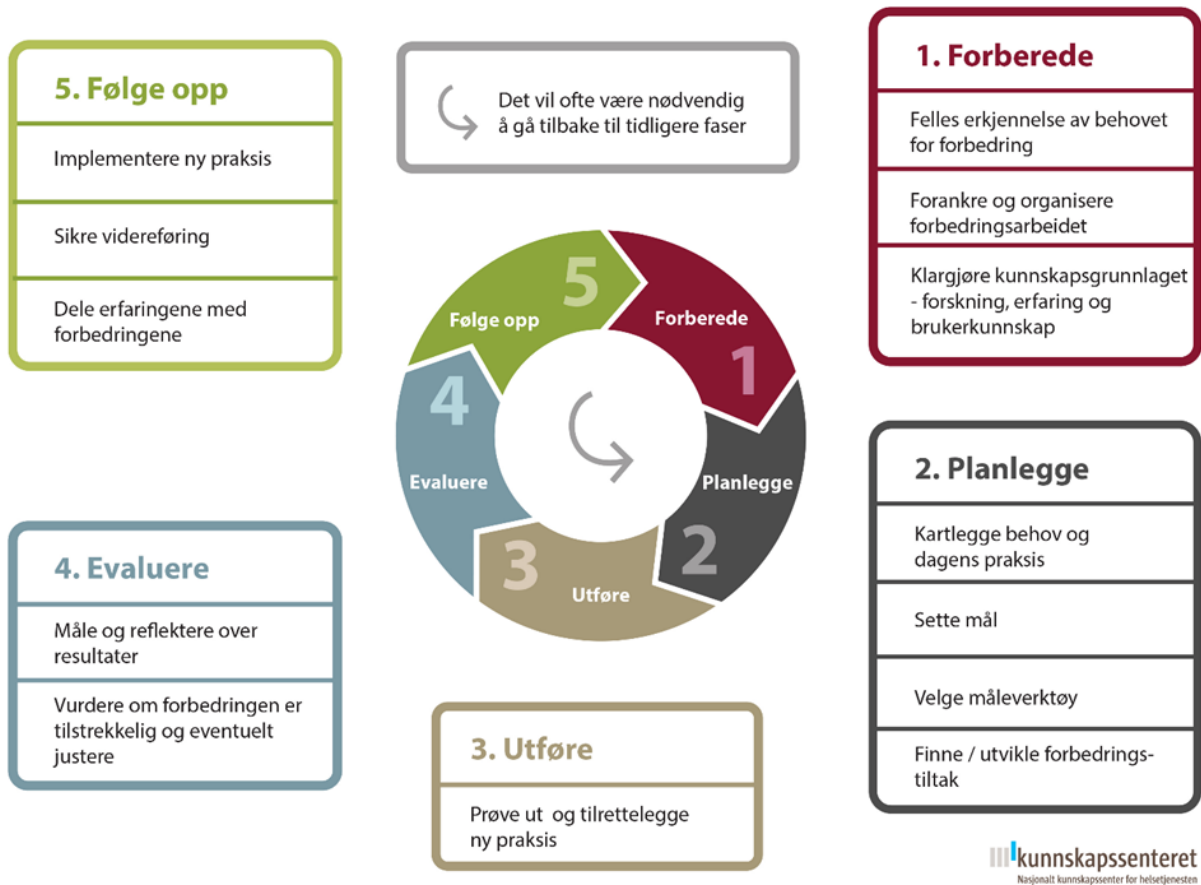 5. Følge opp
Implementere ny praksis
Sikre videreføring
Dele erfaringene med
forbedringene
Det vil ofte være nødvendig
å gå tilbake til tidligere faser
1. Forberede
Felles erkjennelse av behovet
for forbedring
Forankre og organisere
forbedringsarbeidet
Klargjøre kunnskapsgrunnlaget
- forskning, erfaring og
brukerkunnskap
5
Følge opp
Forberede
1
4
Evaluere
Planlegge
2
3
Utføre
2. Planlegge
Kartlegge behov og
dagens praksis
Sette mål
Velge måleverktøy
Finne / utvikle forbedrings-
tiltak
4. Evaluere
Måle og reflektere over
resultater
Vurdere om forbedringen er
tilstrekkelig og eventuelt
justere
3. Utføre
Prøve ut og tilrettelegge
ny praksis
kunnskapssenteret
Nasjonalt kunnskapssenter for helsetjenesten